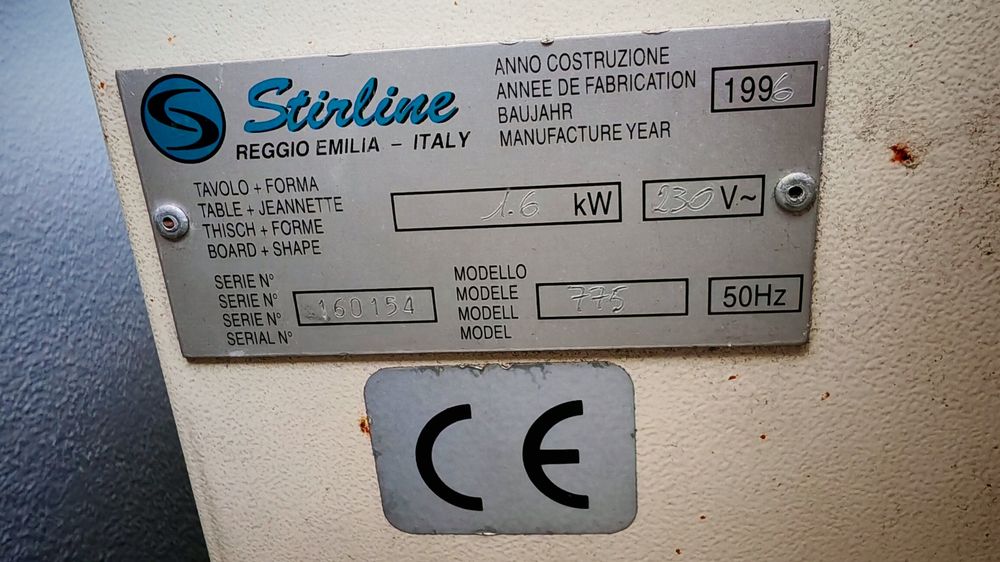 Stirline
REGGIO EMILIA - ITALY
ANNO COSTRUZIONE
ANNEE DE FABRICATION
BAUJAHR
MANUFACTURE YEAR
1996
TAVOLO + FORMA
TABLE + JEANNETTE
THISCH + FORME
BOARD + SHAPE
1.6 kW
230 V~
SERIE N°
SERIE N°
SERIE N°
SERIAL N°
160154
MODELLO
MODELE
MODELL
MODEL
775
50Hz
CE